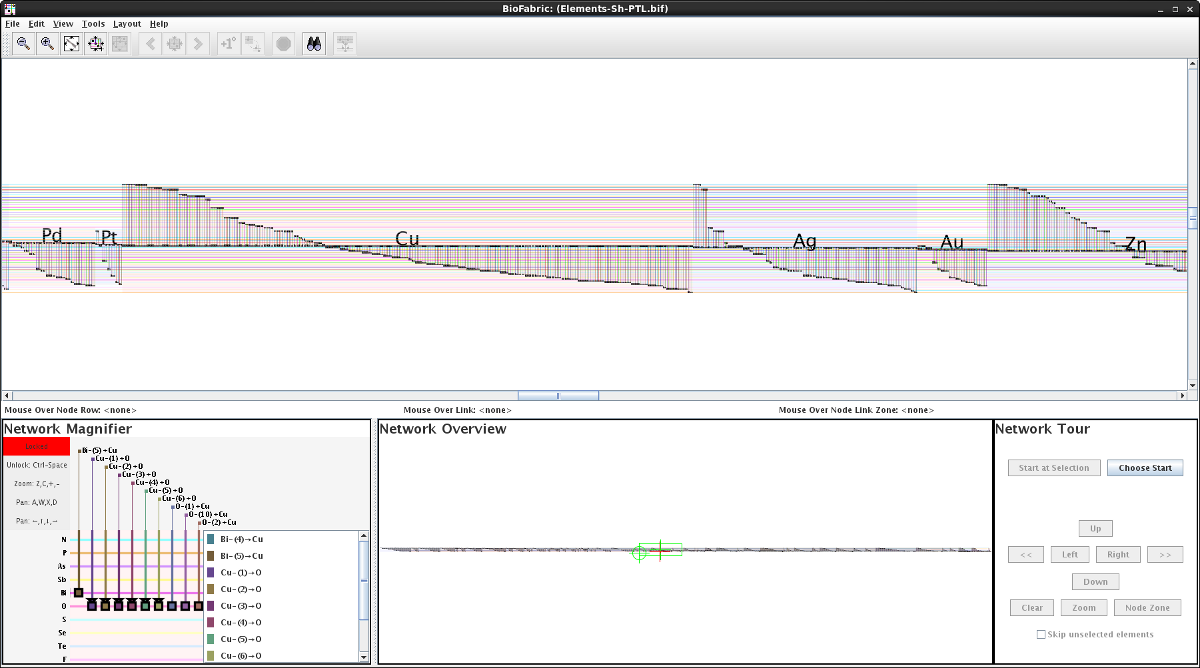 BioFabric: (Elements-Sh-PTL.bif)
File Edit View Tools Layout Help
Pd Pt Cu Ag Au Zn
Mouse Over Node Row: <none> Mouse Over Link: <none> Mouse Over Node Link Zone: <none>
Network Magnifier
Unlock: Ctrl-Space
Zoom: Z,C,+,-
Pan: A,W,X,D
Pan: ←,↑,↓,→
Bi-(5)→Cu
Cu-(1)→O
Cu-(2)→O
Cu-(3)→O
Cu-(4)→O
Cu-(5)→O
Cu-(6)→O
O-(1)→Cu
O-(10)→Cu
O-(2)→Cu
N
P
As
Sb
Bi
O
S
Se
Te
F
Bi-(4)→Cu
Bi-(5)→Cu
Cu-(1)→O
Cu-(2)→O
Cu-(3)→O
Cu-(4)→O
Cu-(5)→O
Cu-(6)→O
Network Overview
Network Tour
Start at Selection Choose Start
Up
<< Left Right >>
Down
Clear Zoom Node Zone
Skip unselected elements